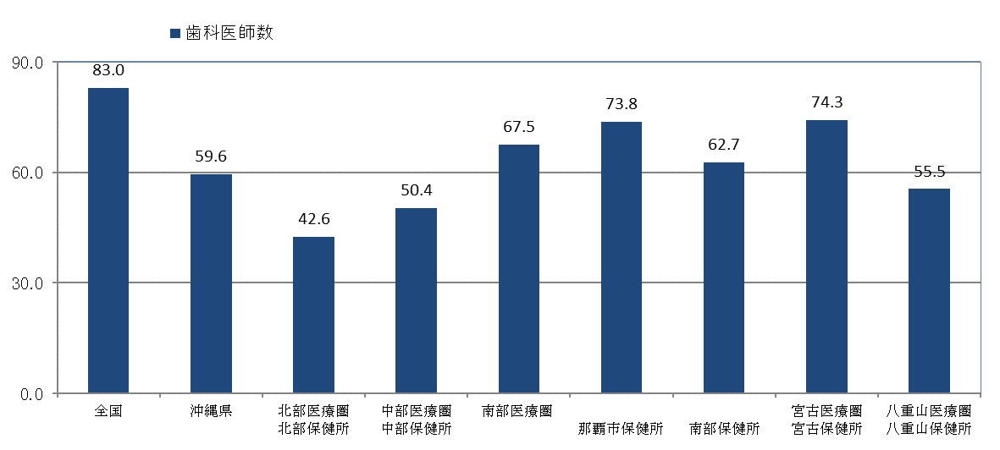 歯科医師数
90.0
60.0
30.0
0.0
83.0
59.6
42.6
50.4
67.5
73.8
62.7
74.3
55.5
全国
沖縄県
北部医療圏
北部保健所
中部医療圏
中部保健所
南部医療圏
那覇市保健所
南部保健所
宮古医療圏
宮古保健所
八重山医療圏
八重山保健所